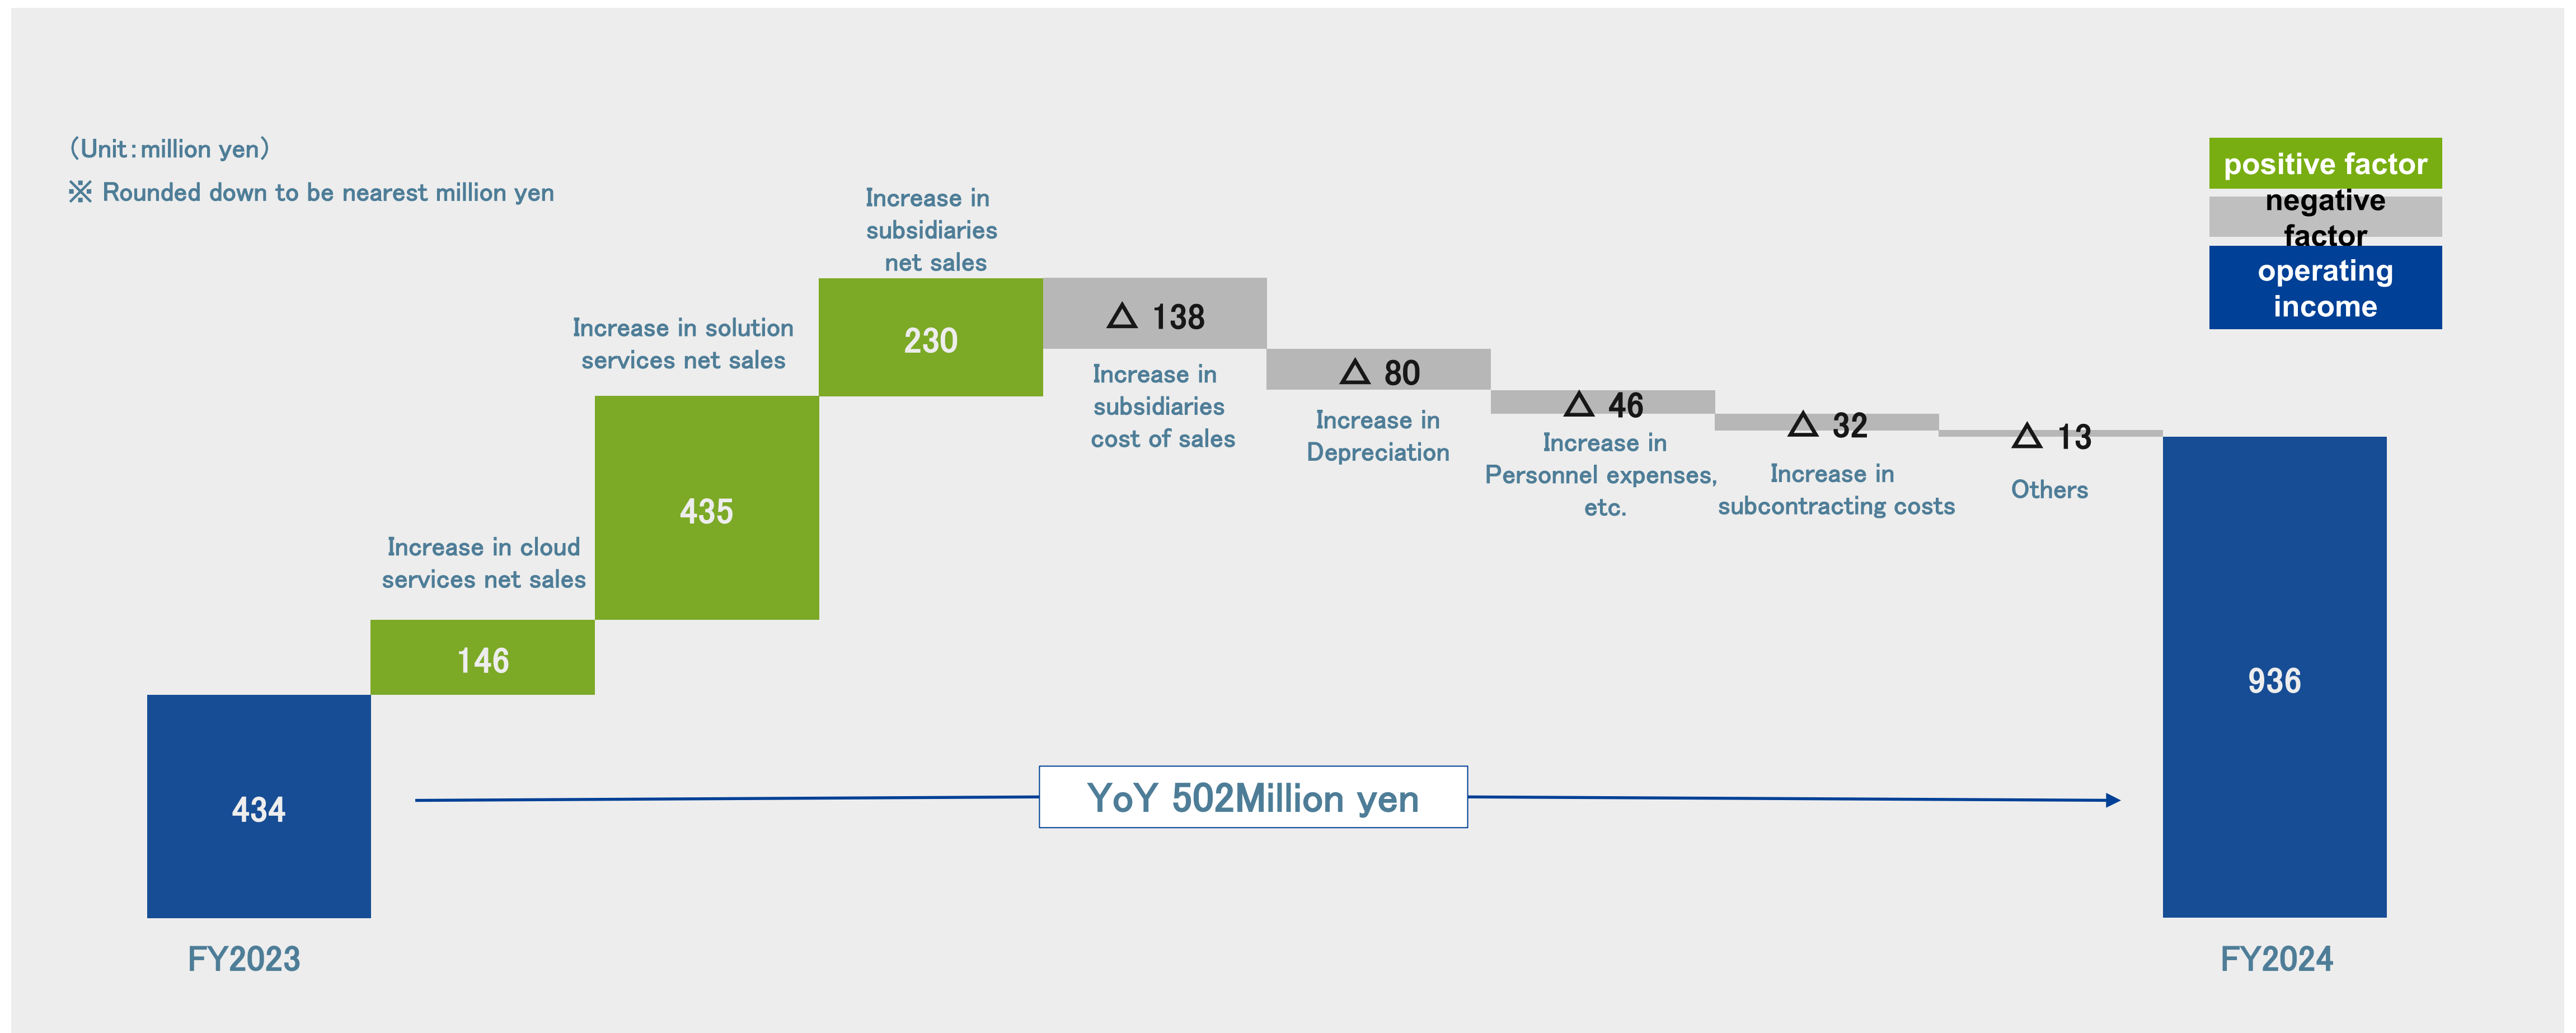 （Unit：million yen）
※ Rounded down to be nearest million yen
positive factor
negative
factor
operating
income
Increase in
subsidiaries
net sales
230
Increase in solution
services net sales
435
Increase in cloud
services net sales
146
434
△ 138
Increase in
subsidiaries
cost of sales
△ 80
Increase in
Depreciation
△ 46
Increase in
Personnel expenses,
etc.
△ 32
Increase in
subcontracting costs
△ 13
Others
936
YoY 502Million yen
FY2023
FY2024